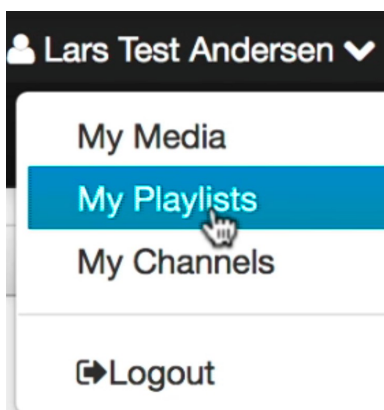 Lars Test Andersen
My Media
My Playlists
My Channels
Logout